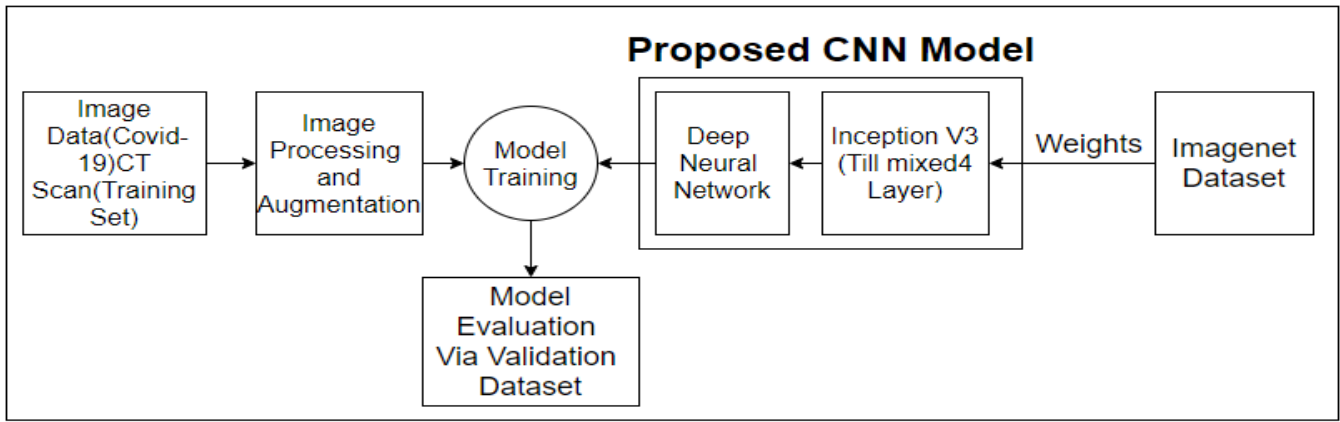 Proposed CNN Model
Image
Data(Covid-
19)CT
Scan(Training
Set)
Image
Processing
and
Augmentation
Model
Training
Deep
Neural
Network
Inception V3
(Till mixed4
Layer)
Weights
Imagenet
Dataset
Model
Evaluation
Via Validation
Dataset